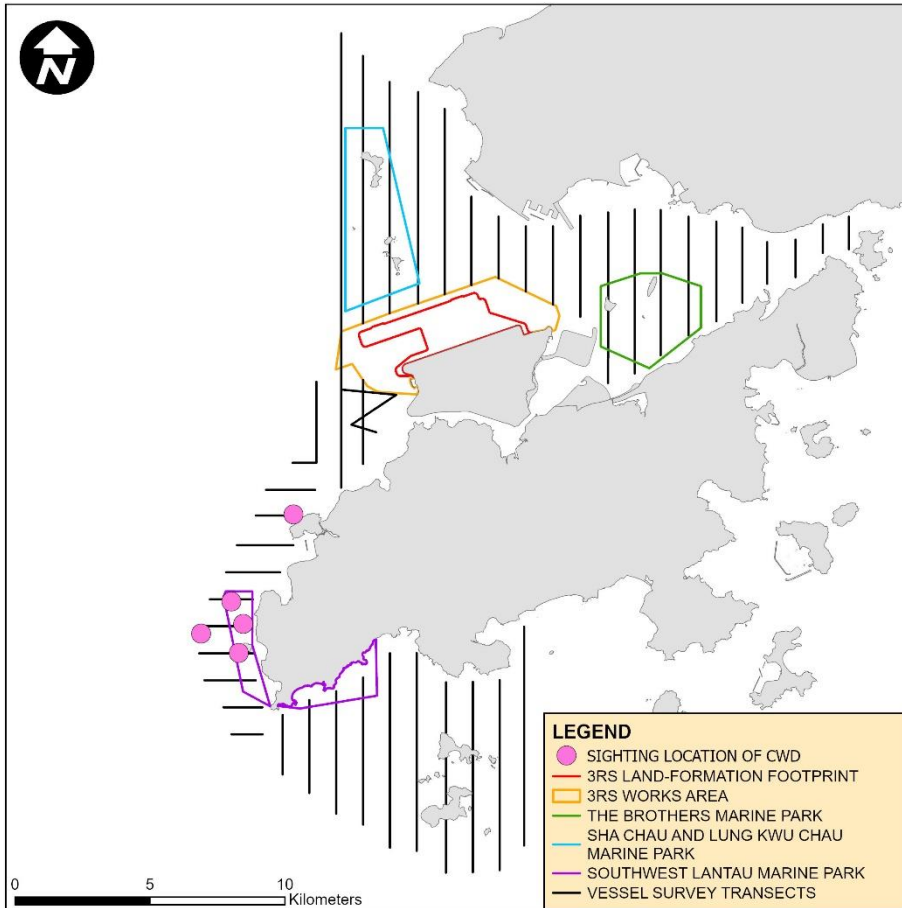 N
LEGEND
SIGHTING LOCATION OF CWD
3RS LAND-FORMATION FOOTPRINT
3RS WORKS AREA
THE BROTHERS MARINE PARK
SHA CHAU AND LUNG KWU CHAU
MARINE PARK
SOUTHWEST LANTAU MARINE PARK
VESSEL SURVEY TRANSECTS
0 5 10
Kilometers